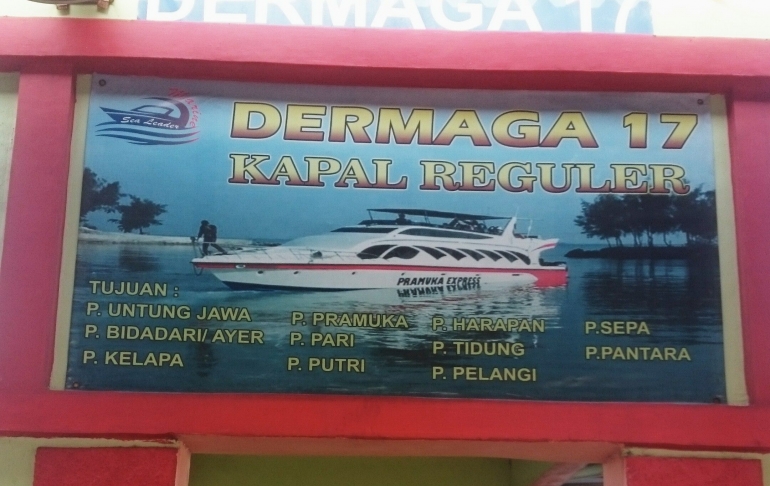 DERMAGA 17
Sea Leader
DERMAGA 17
KAPAL REGULER
PRAMUKA EXPRESS
TUJUAN :
P. UNTUNG JAWA
P. BIDADARI/ AYER
P. KELAPA
P. PRAMUKA
P. PARI
P. PUTRI
P. HARAPAN
P. TIDUNG
P. PELANGI
P.SEPA
P.PANTARA